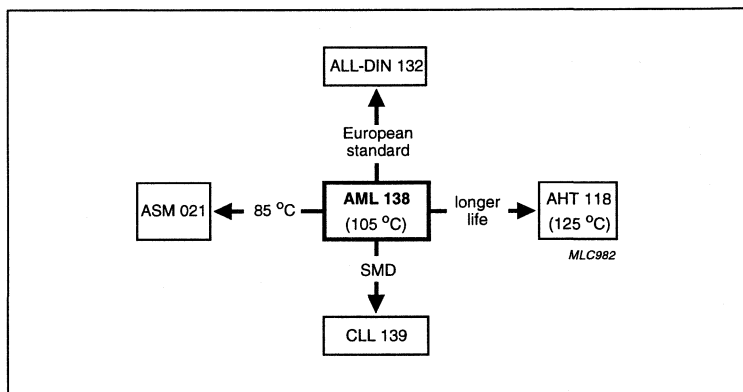 ALL-DIN 132
European
standard
ASM 021
85 °C
AML 138
(105 °C)
longer
life
AHT 118
(125 °C)
MLC982
SMD
CLL 139